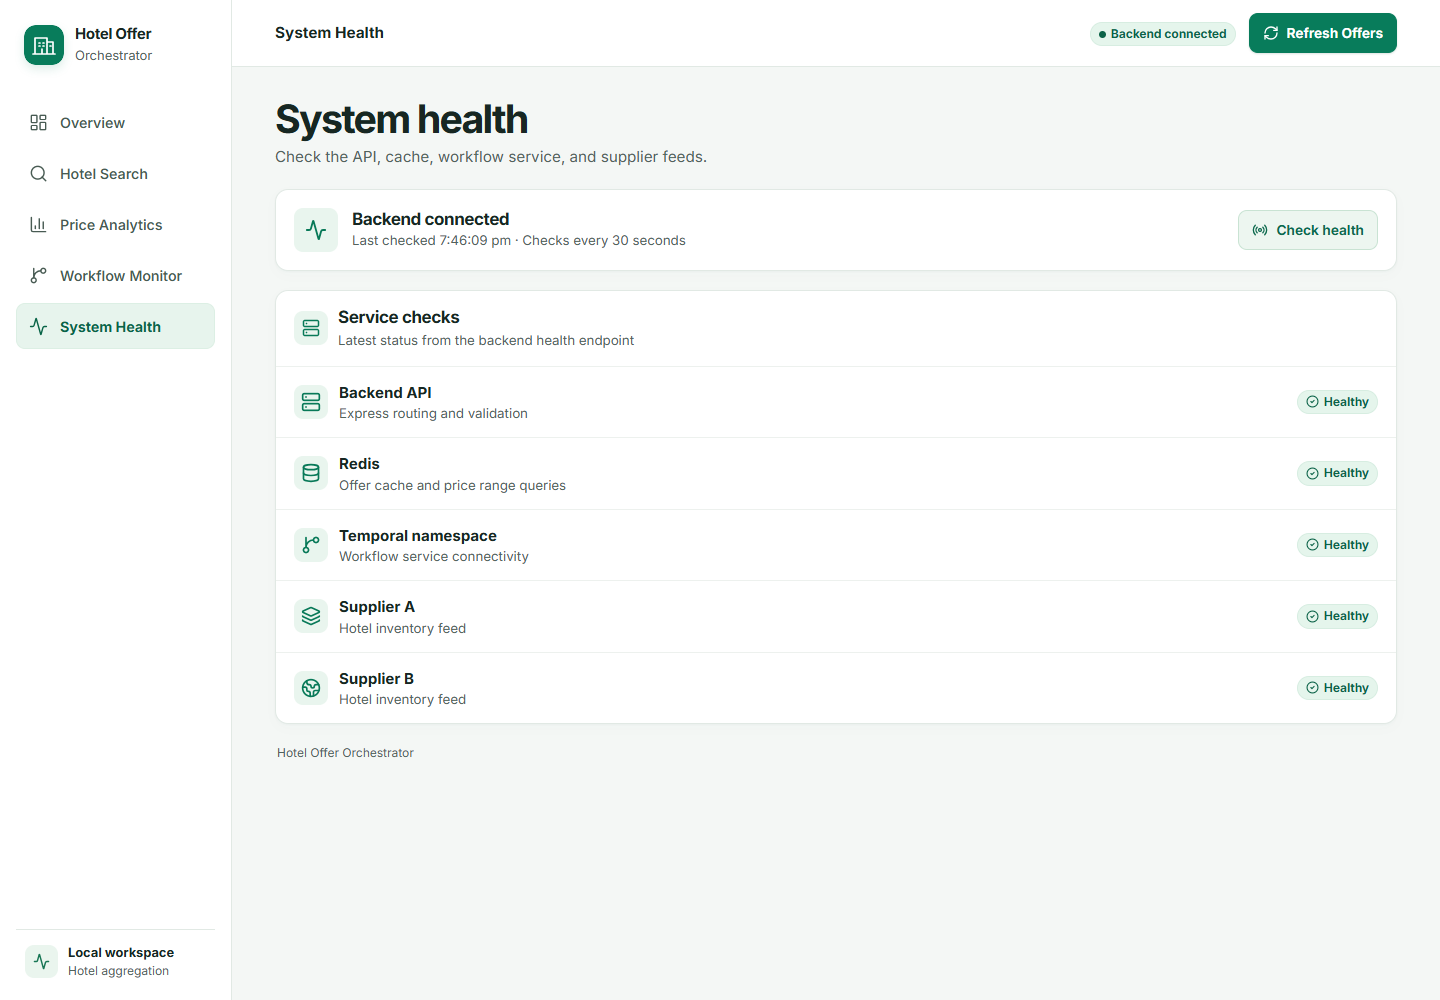 Hotel Offer
Orchestrator
Overview
Hotel Search
Price Analytics
Workflow Monitor
System Health
Local workspace
Hotel aggregation
System Health
Backend connected
Refresh Offers
System health
Check the API, cache, workflow service, and supplier feeds.
Backend connected
Last checked 7:46:09 pm · Checks every 30 seconds
Check health
Service checks
Latest status from the backend health endpoint
Backend API
Express routing and validation
Healthy
Redis
Offer cache and price range queries
Healthy
Temporal namespace
Workflow service connectivity
Healthy
Supplier A
Hotel inventory feed
Healthy
Supplier B
Hotel inventory feed
Healthy
Hotel Offer Orchestrator